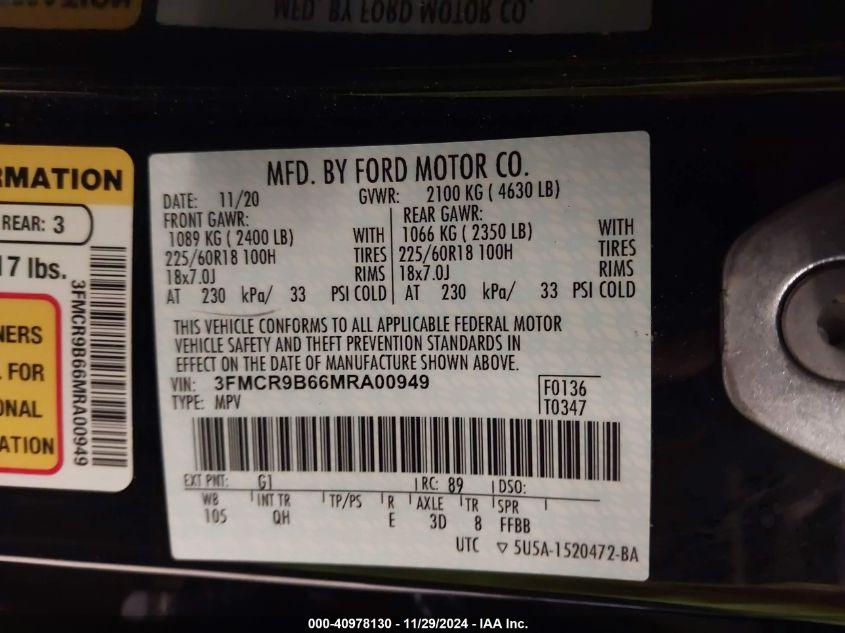 MFD. BY FORD MOTOR CO.
RMATION
REAR: 3
17 lbs.
3FMCR9B66MRA00949
NERS
L FOR
ONAL
ATION
MFD. BY FORD MOTOR CO.
DATE: 11/20 GVWR: 2100 KG ( 4630 LB)
FRONT GAWR: REAR GAWR:
1089 KG ( 2400 LB) WITH 1066 KG ( 2350 LB) WITH
225/60R18 100H TIRES 225/60R18 100H TIRES
18x7.0J RIMS 18x7.0J RIMS
AT 230 kPa/ 33 PSI COLD AT 230 kPa/ 33 PSI COLD
THIS VEHICLE CONFORMS TO ALL APPLICABLE FEDERAL MOTOR
VEHICLE SAFETY AND THEFT PREVENTION STANDARDS IN
EFFECT ON THE DATE OF MANUFACTURE SHOWN ABOVE.
VIN: 3FMCR9B66MRA00949 F0136
TYPE: MPV T0347
EXT PNT: G1 RC: 89 DSO:
WB INT TR TP/PS R AXLE TR SPR
105 QH E 3D 8 FFBB
UTC ▽ 5U5A-1520472-BA
000-40978130 - 11/29/2024 - IAA Inc.